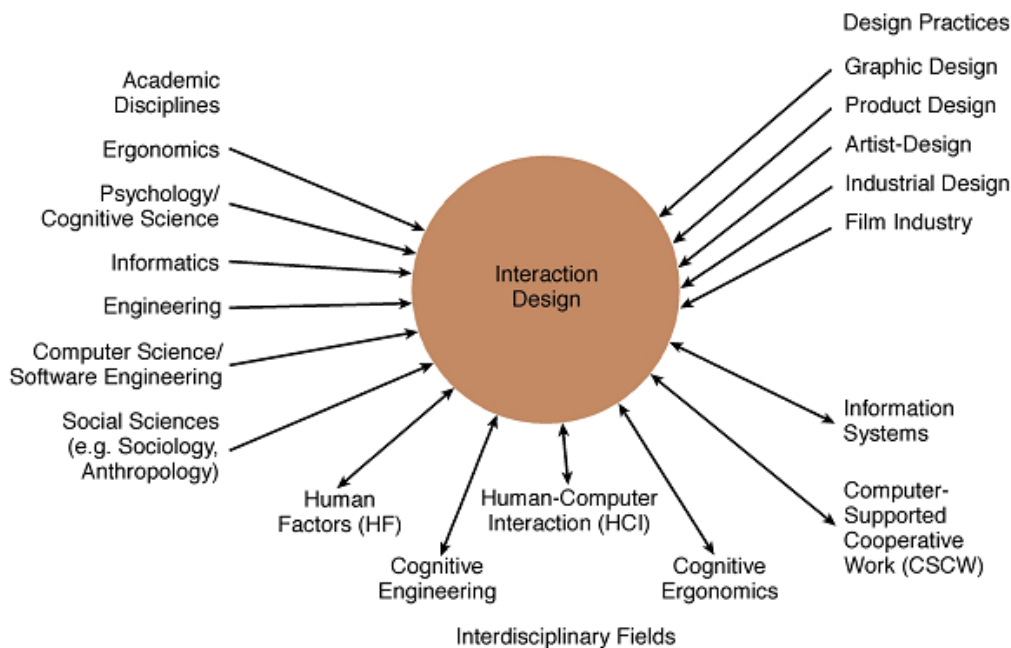 Academic
Disciplines
Ergonomics
Psychology/
Cognitive Science
Informatics
Engineering
Computer Science/
Software Engineering
Social Sciences
(e.g. Sociology,
Anthropology)
Design Practices
Graphic Design
Product Design
Artist-Design
Industrial Design
Film Industry
Interaction
Design
Human
Factors (HF)
Cognitive
Engineering
Human-Computer
Interaction (HCI)
Cognitive
Ergonomics
Information
Systems
Computer-
Supported
Cooperative
Work (CSCW)
Interdisciplinary Fields